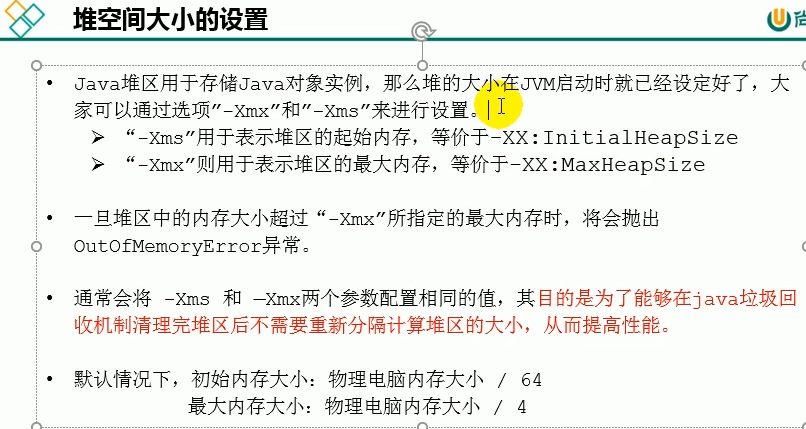 堆空间大小的设置
尚
• Java堆区用于存储Java对象实例，那么堆的大小在JVM启动时就已经设定好了，大
家可以通过选项"-Xmx"和"-Xms"来进行设置。
➢ “-Xms”用于表示堆区的起始内存，等价于-XX:InitialHeapSize
➢ “-Xmx”则用于表示堆区的最大内存，等价于-XX:MaxHeapSize
• 一旦堆区中的内存大小超过“-Xmx”所指定的最大内存时，将会抛出
OutOfMemoryError异常。
• 通常会将 -Xms 和 –Xmx两个参数配置相同的值，其目的是为了能够在java垃圾回
收机制清理完堆区后不需要重新分隔计算堆区的大小，从而提高性能。
• 默认情况下，初始内存大小：物理电脑内存大小 / 64
最大内存大小：物理电脑内存大小 / 4